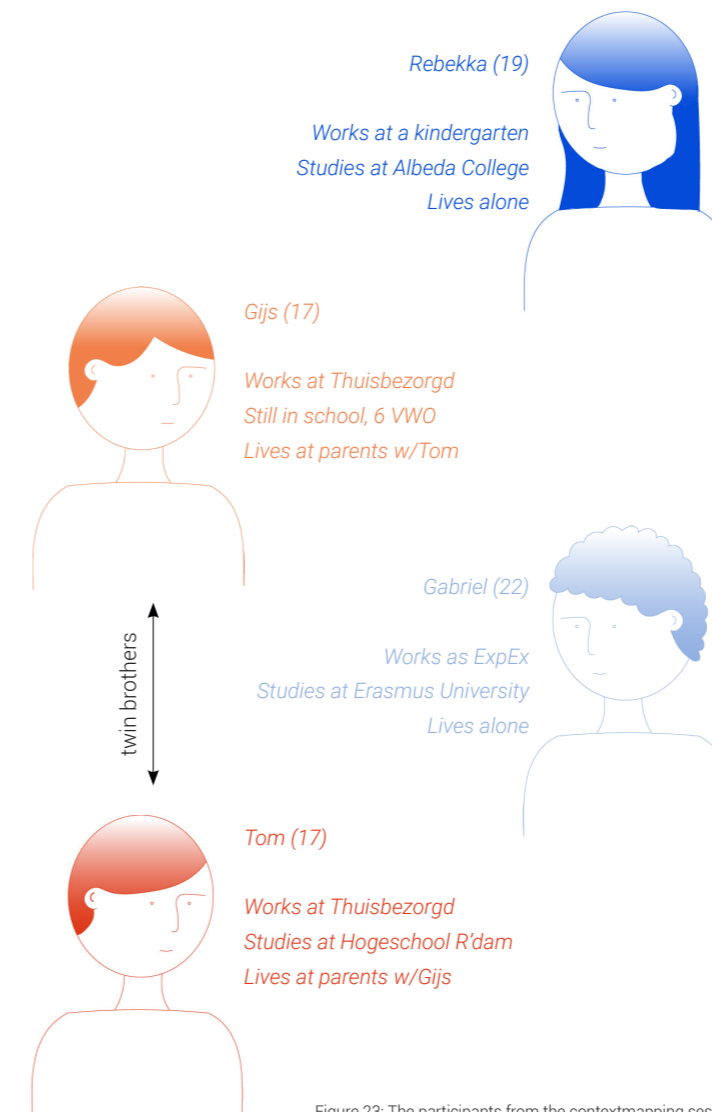 Rebekka (19)
Works at a kindergarten
Studies at Albeda College
Lives alone
Gijs (17)
Works at Thuisbezorgd
Still in school, 6 VWO
Lives at parents w/Tom
Gabriel (22)
Works as ExpEx
Studies at Erasmus University
Lives alone
twin brothers
Tom (17)
Works at Thuisbezorgd
Studies at Hogeschool R'dam
Lives at parents w/Gijs
Figure 23: The participants from the contextmapping